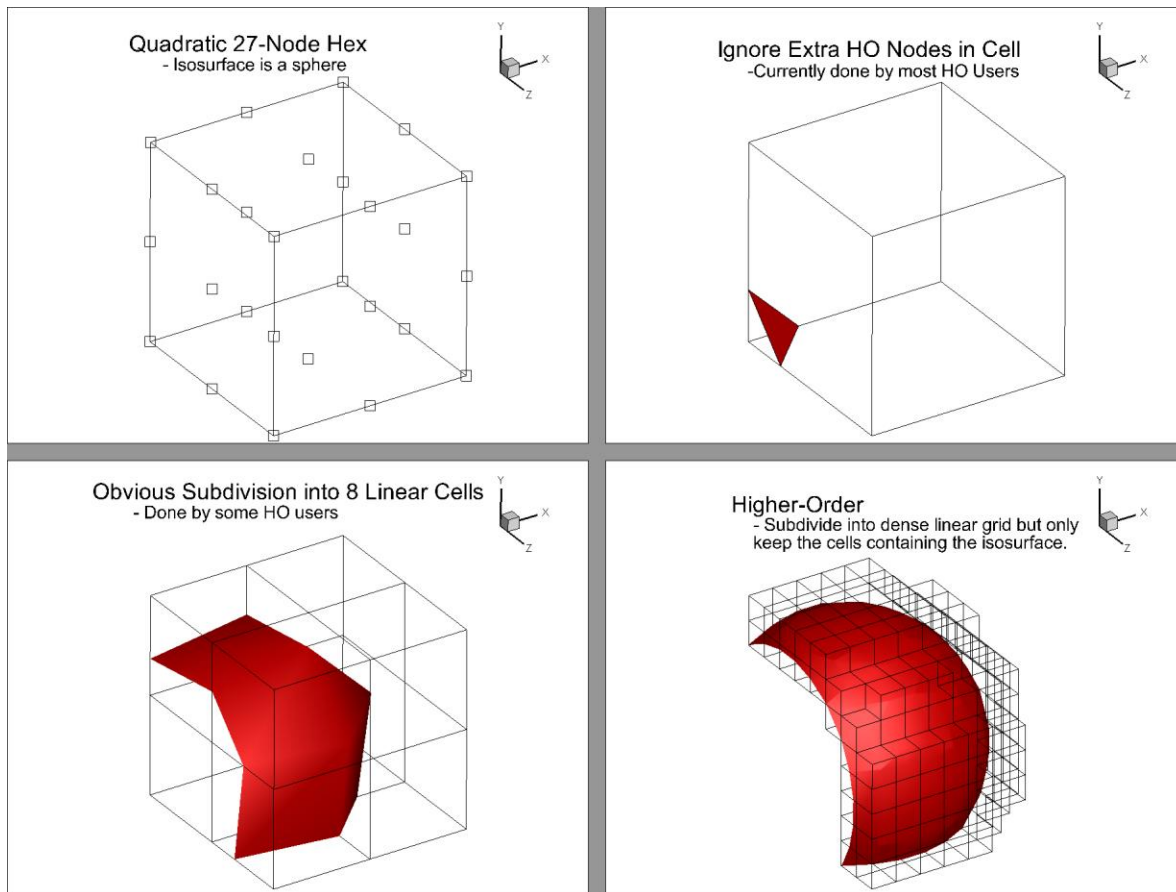 Quadratic 27-Node Hex
- Isosurface is a sphere
Y
X
Z
Ignore Extra HO Nodes in Cell
-Currently done by most HO Users
Y
X
Z
Obvious Subdivision into 8 Linear Cells
- Done by some HO users
Y
X
Z
Higher-Order
- Subdivide into dense linear grid but only
keep the cells containing the isosurface.
Y
X
Z